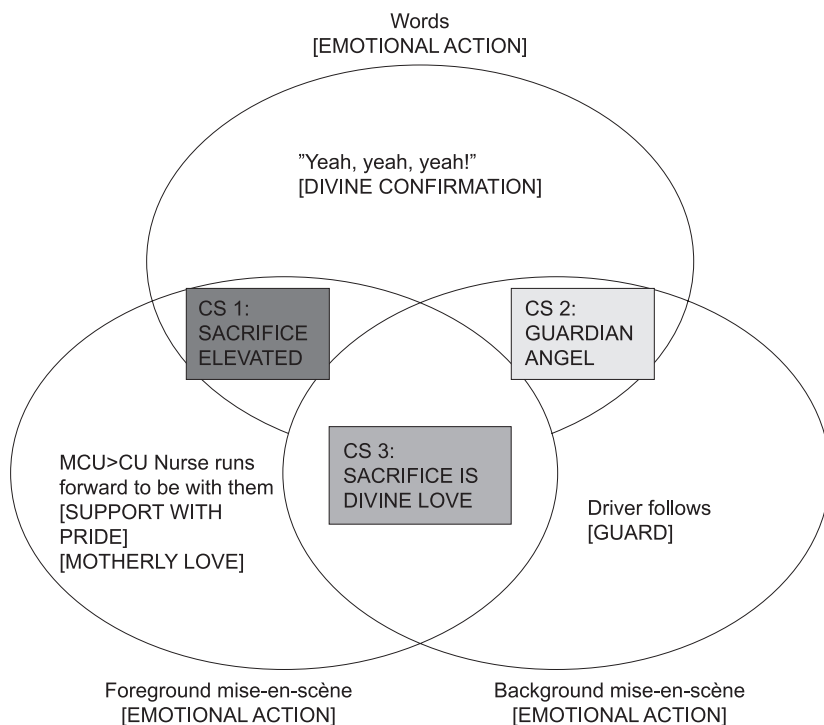 Words
[EMOTIONAL ACTION]
”Yeah, yeah, yeah!”
[DIVINE CONFIRMATION]
CS 1:
SACRIFICE
ELEVATED
CS 2:
GUARDIAN
ANGEL
CS 3:
SACRIFICE IS
DIVINE LOVE
MCU>CU Nurse runs
forward to be with them
[SUPPORT WITH
PRIDE]
[MOTHERLY LOVE]
Driver follows
[GUARD]
Foreground mise-en-scène
[EMOTIONAL ACTION]
Background mise-en-scène
[EMOTIONAL ACTION]